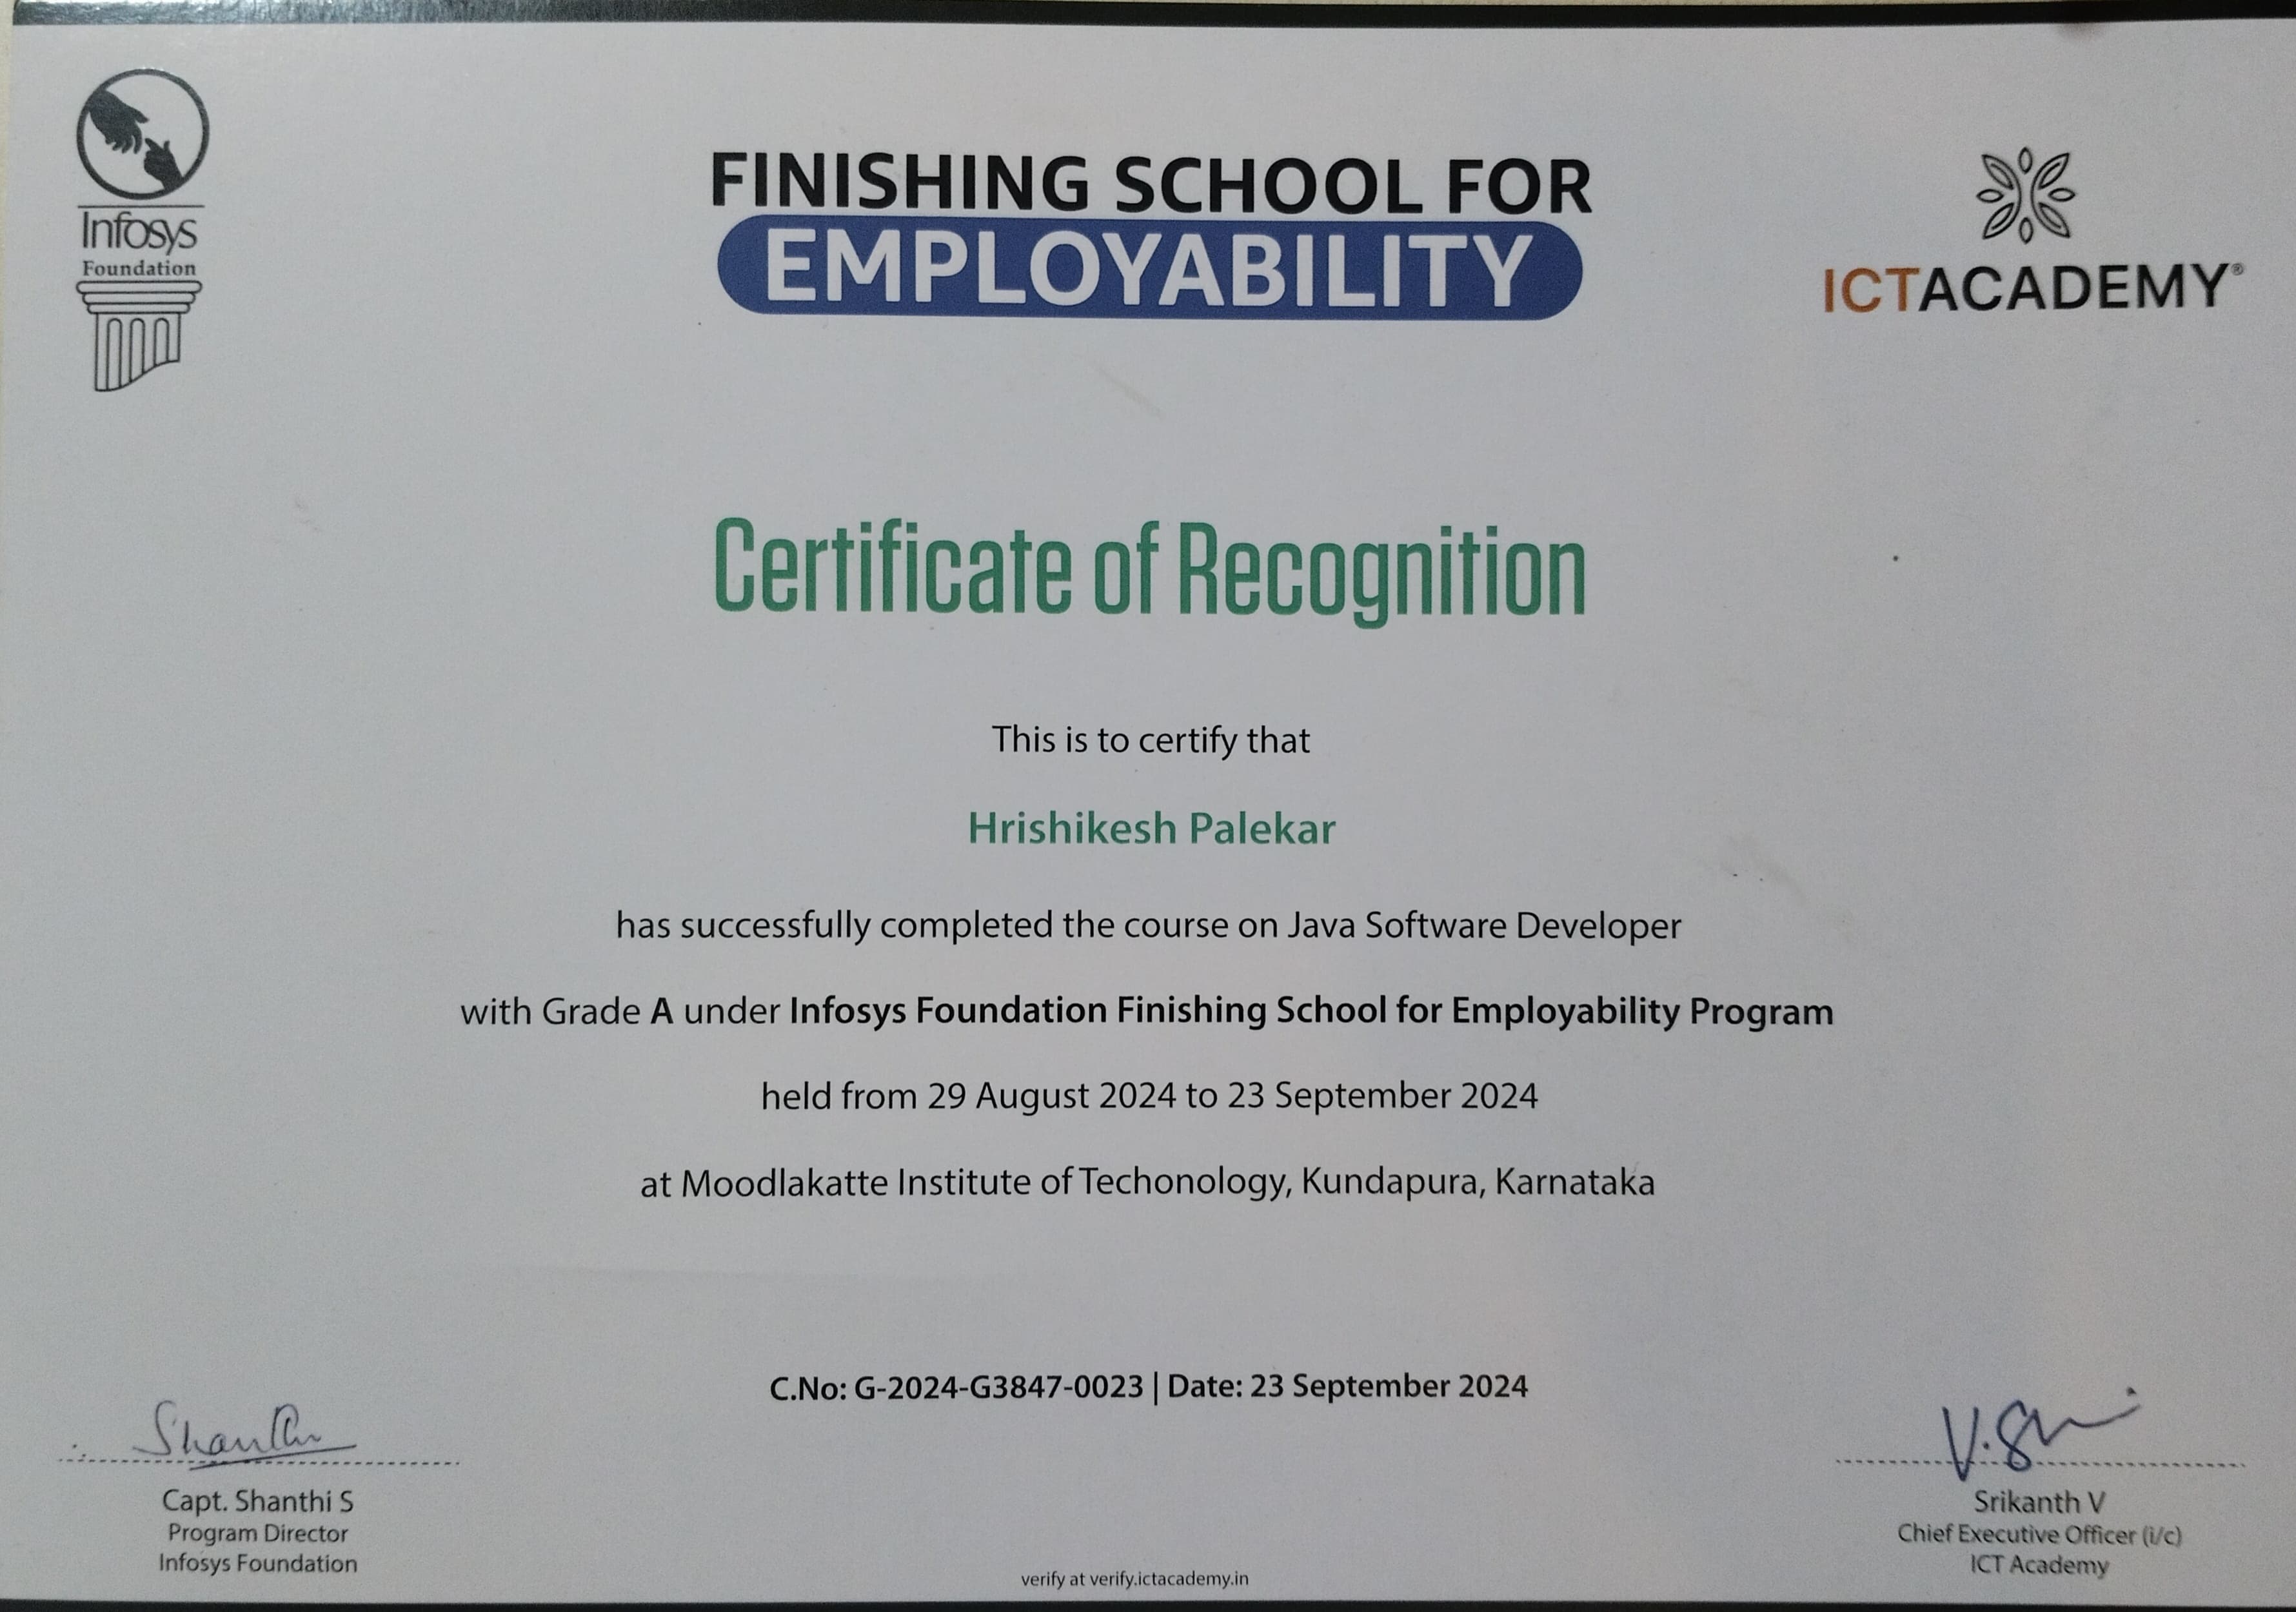 Infosys
Foundation
FINISHING SCHOOL FOR
EMPLOYABILITY
ICTACADEMY®
Certificate of Recognition
This is to certify that
Hrishikesh Palekar
has successfully completed the course on Java Software Developer
with Grade A under Infosys Foundation Finishing School for Employability Program
held from 29 August 2024 to 23 September 2024
at Moodlakatte Institute of Techonology, Kundapura, Karnataka
C.No: G-2024-G3847-0023 | Date: 23 September 2024
Shanthi
Capt. Shanthi S
Program Director
Infosys Foundation
V.Sri
Srikanth V
Chief Executive Officer (i/c)
ICT Academy
verify at verify.ictacademy.in